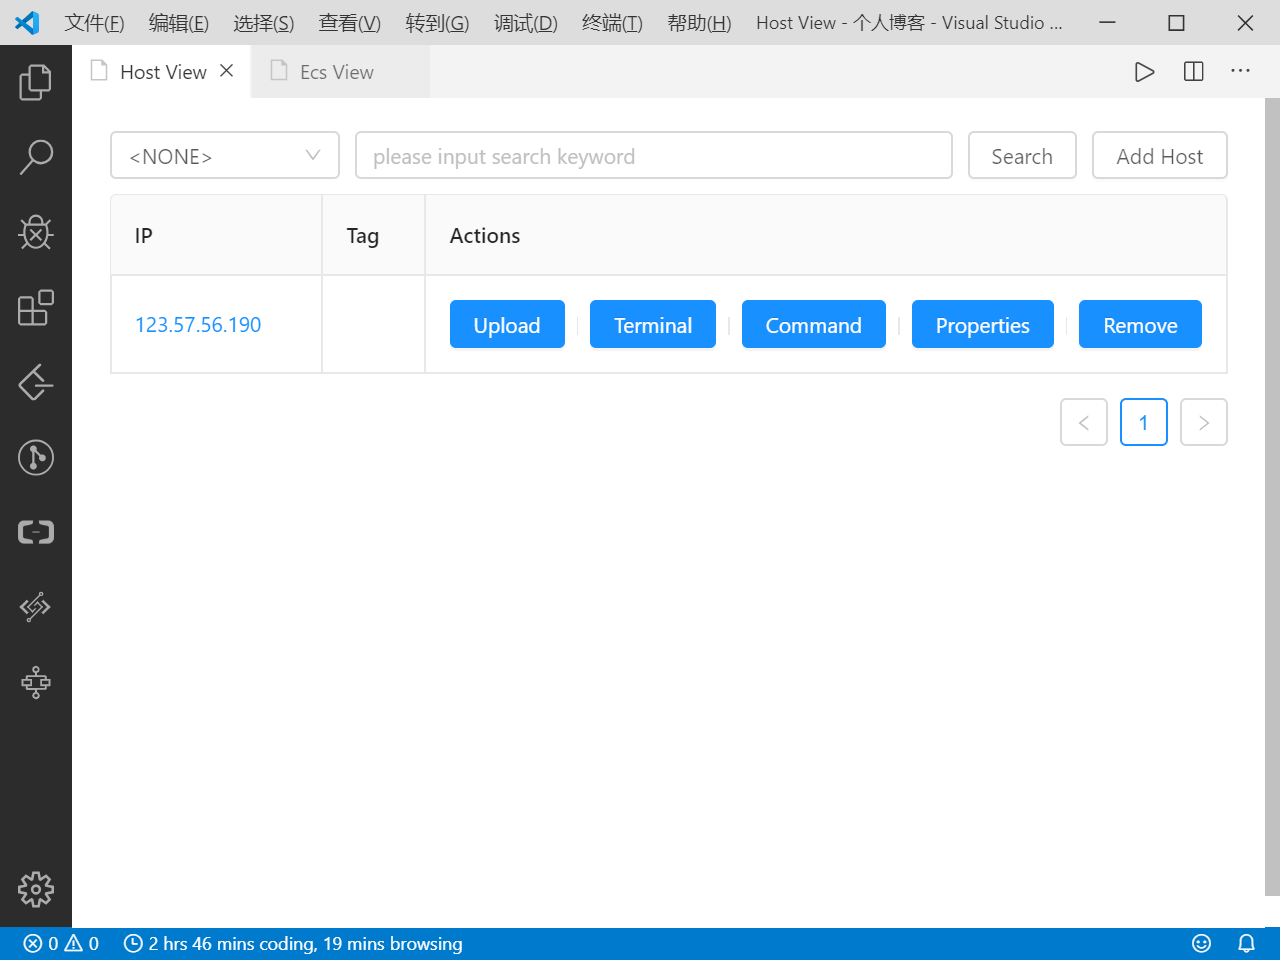 文件(F) 编辑(E) 选择(S) 查看(V) 转到(G) 调试(D) 终端(T) 帮助(H) Host View - 个人博客 - Visual Studio ...
Host View Ecs View
<NONE> please input search keyword Search Add Host
IP Tag Actions
123.57.56.190 Upload Terminal Command Properties Remove
< 1 >
0 0 2 hrs 46 mins coding, 19 mins browsing